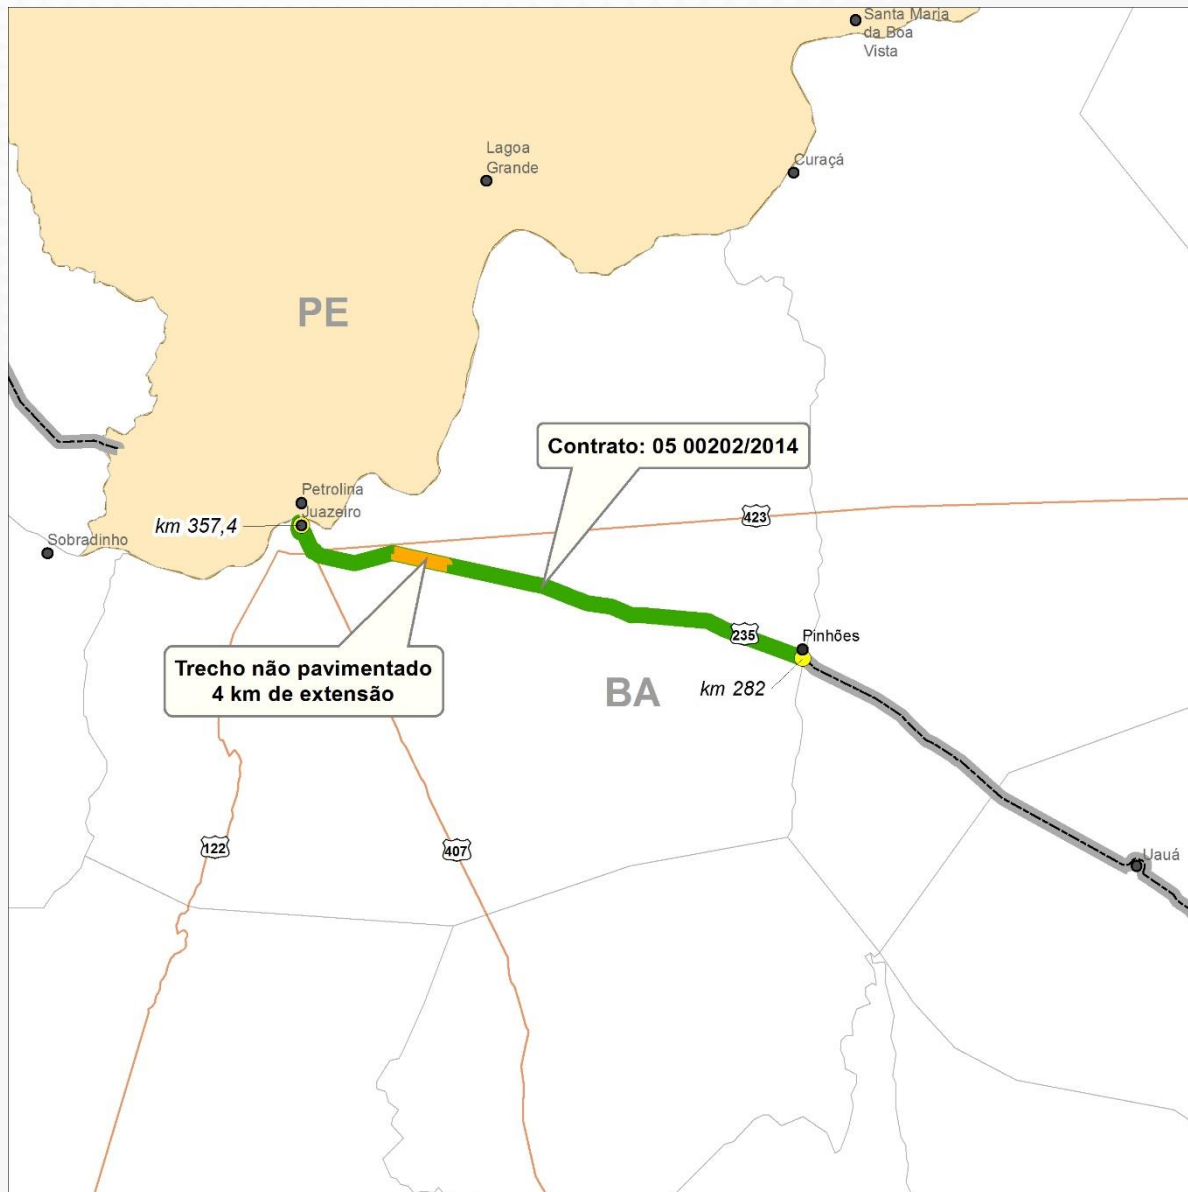 Santa Maria
da Boa
Vista
Lagoa
Grande
Curaçá
PE
Contrato: 05 00202/2014
Petrolina
Juazeiro
km 357,4
423
Sobradinho
235
Pinhões
Trecho não pavimentado
4 km de extensão
BA
km 282
122
407
Uauá